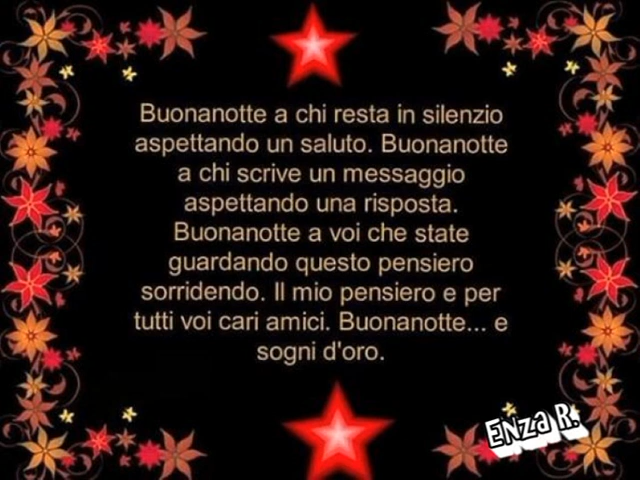 Buonanotte a chi resta in silenzio
aspettando un saluto. Buonanotte
a chi scrive un messaggio
aspettando una risposta.
Buonanotte a voi che state
guardando questo pensiero
sorridendo. Il mio pensiero e per
tutti voi cari amici. Buonanotte... e
sogni d'oro.
ENza R.